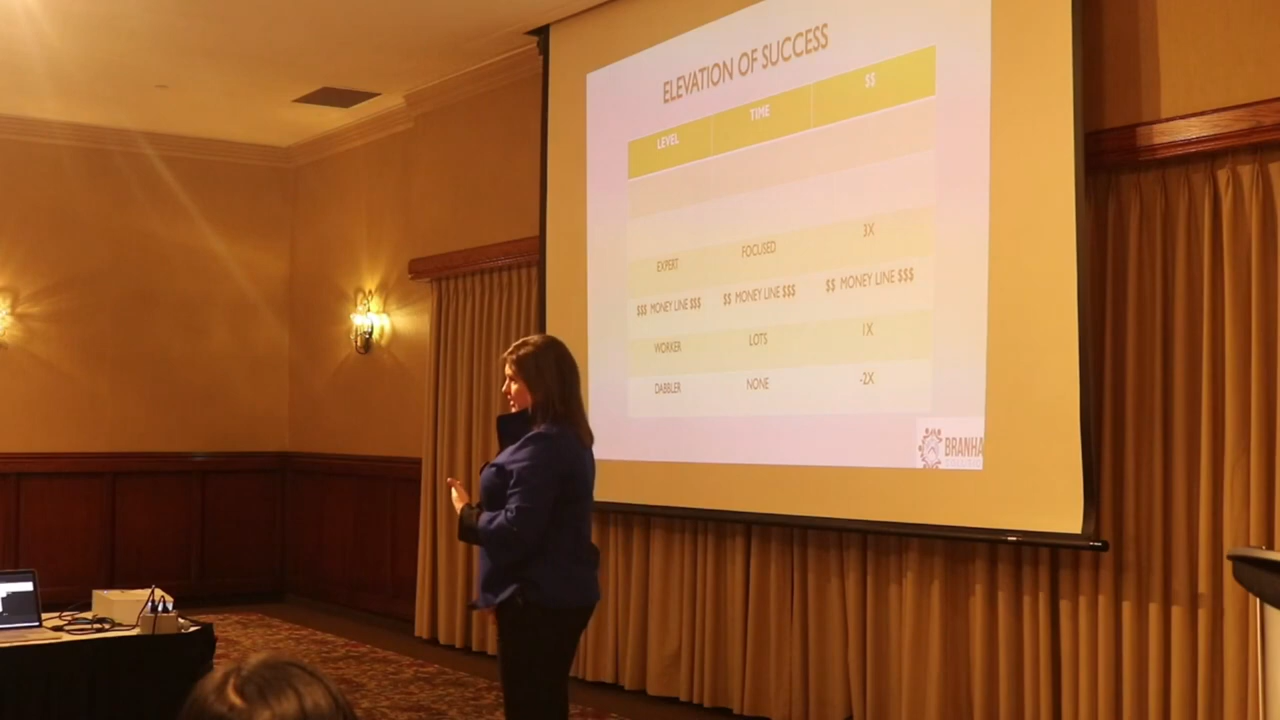 ELEVATION OF SUCCESS
LEVEL TIME $$
EXPERT FOCUSED 3X
$$$ MONEY LINE $$$ $$ MONEY LINE $$$ $$ MONEY LINE $$$
WORKER LOTS 1X
DABBLER NONE -2X
BRANHA